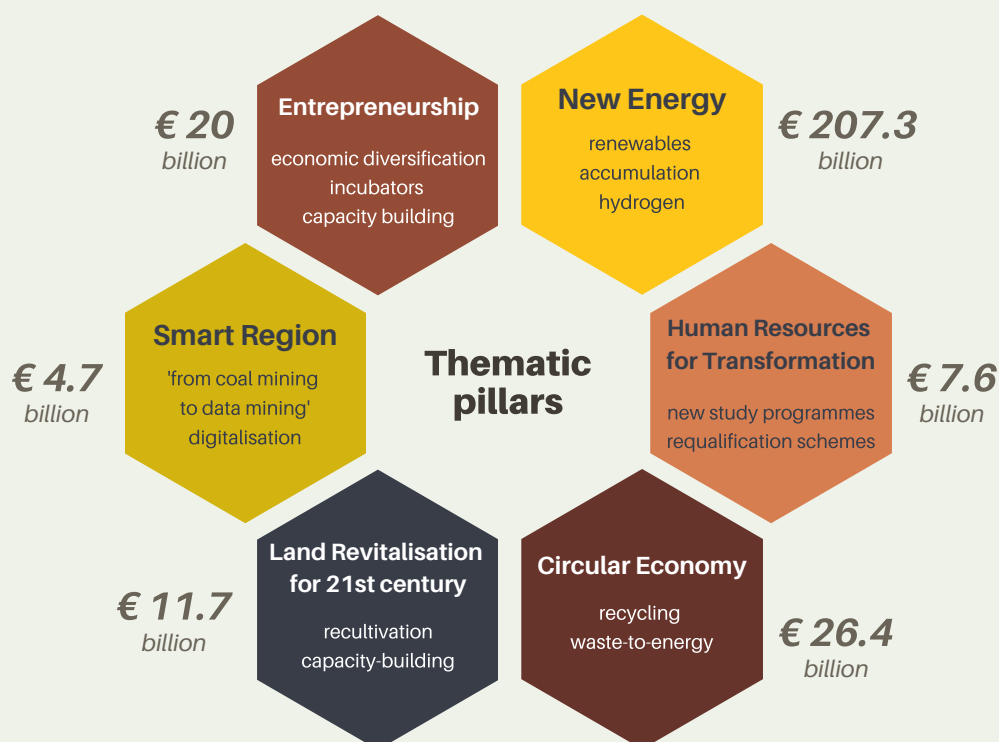 Entrepreneurship
economic diversification
incubators
capacity building
€ 20
billion
New Energy
renewables
accumulation
hydrogen
€ 207.3
billion
Smart Region
'from coal mining
to data mining'
digitalisation
€ 4.7
billion
Thematic
pillars
Human Resources
for Transformation
new study programmes
requalification schemes
€ 7.6
billion
Land Revitalisation
for 21st century
recultivation
capacity-building
€ 11.7
billion
Circular Economy
recycling
waste-to-energy
€ 26.4
billion